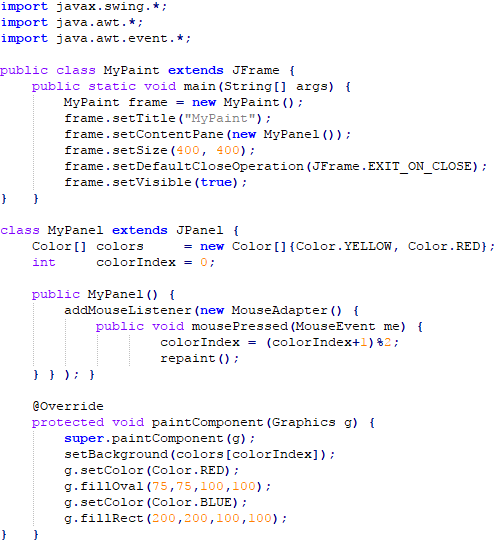 import javax.swing.*;
import java.awt.*;
import java.awt.event.*;

public class MyPaint extends JFrame {
    public static void main(String[] args) {
        MyPaint frame = new MyPaint();
        frame.setTitle("MyPaint");
        frame.setContentPane(new MyPanel());
        frame.setSize(400, 400);
        frame.setDefaultCloseOperation(JFrame.EXIT_ON_CLOSE);
        frame.setVisible(true);
}   }

class MyPanel extends JPanel {
    Color[] colors     = new Color[]{Color.YELLOW, Color.RED};
    int     colorIndex = 0;

    public MyPanel() {
        addMouseListener(new MouseAdapter() {
            public void mousePressed(MouseEvent me) {
                    colorIndex = (colorIndex+1)%2;
                    repaint();
    } } ); }

    @Override
    protected void paintComponent(Graphics g) {
        super.paintComponent(g);
        setBackground(colors[colorIndex]);
        g.setColor(Color.RED);
        g.fillOval(75,75,100,100);
        g.setColor(Color.BLUE);
        g.fillRect(200,200,100,100);
}   }